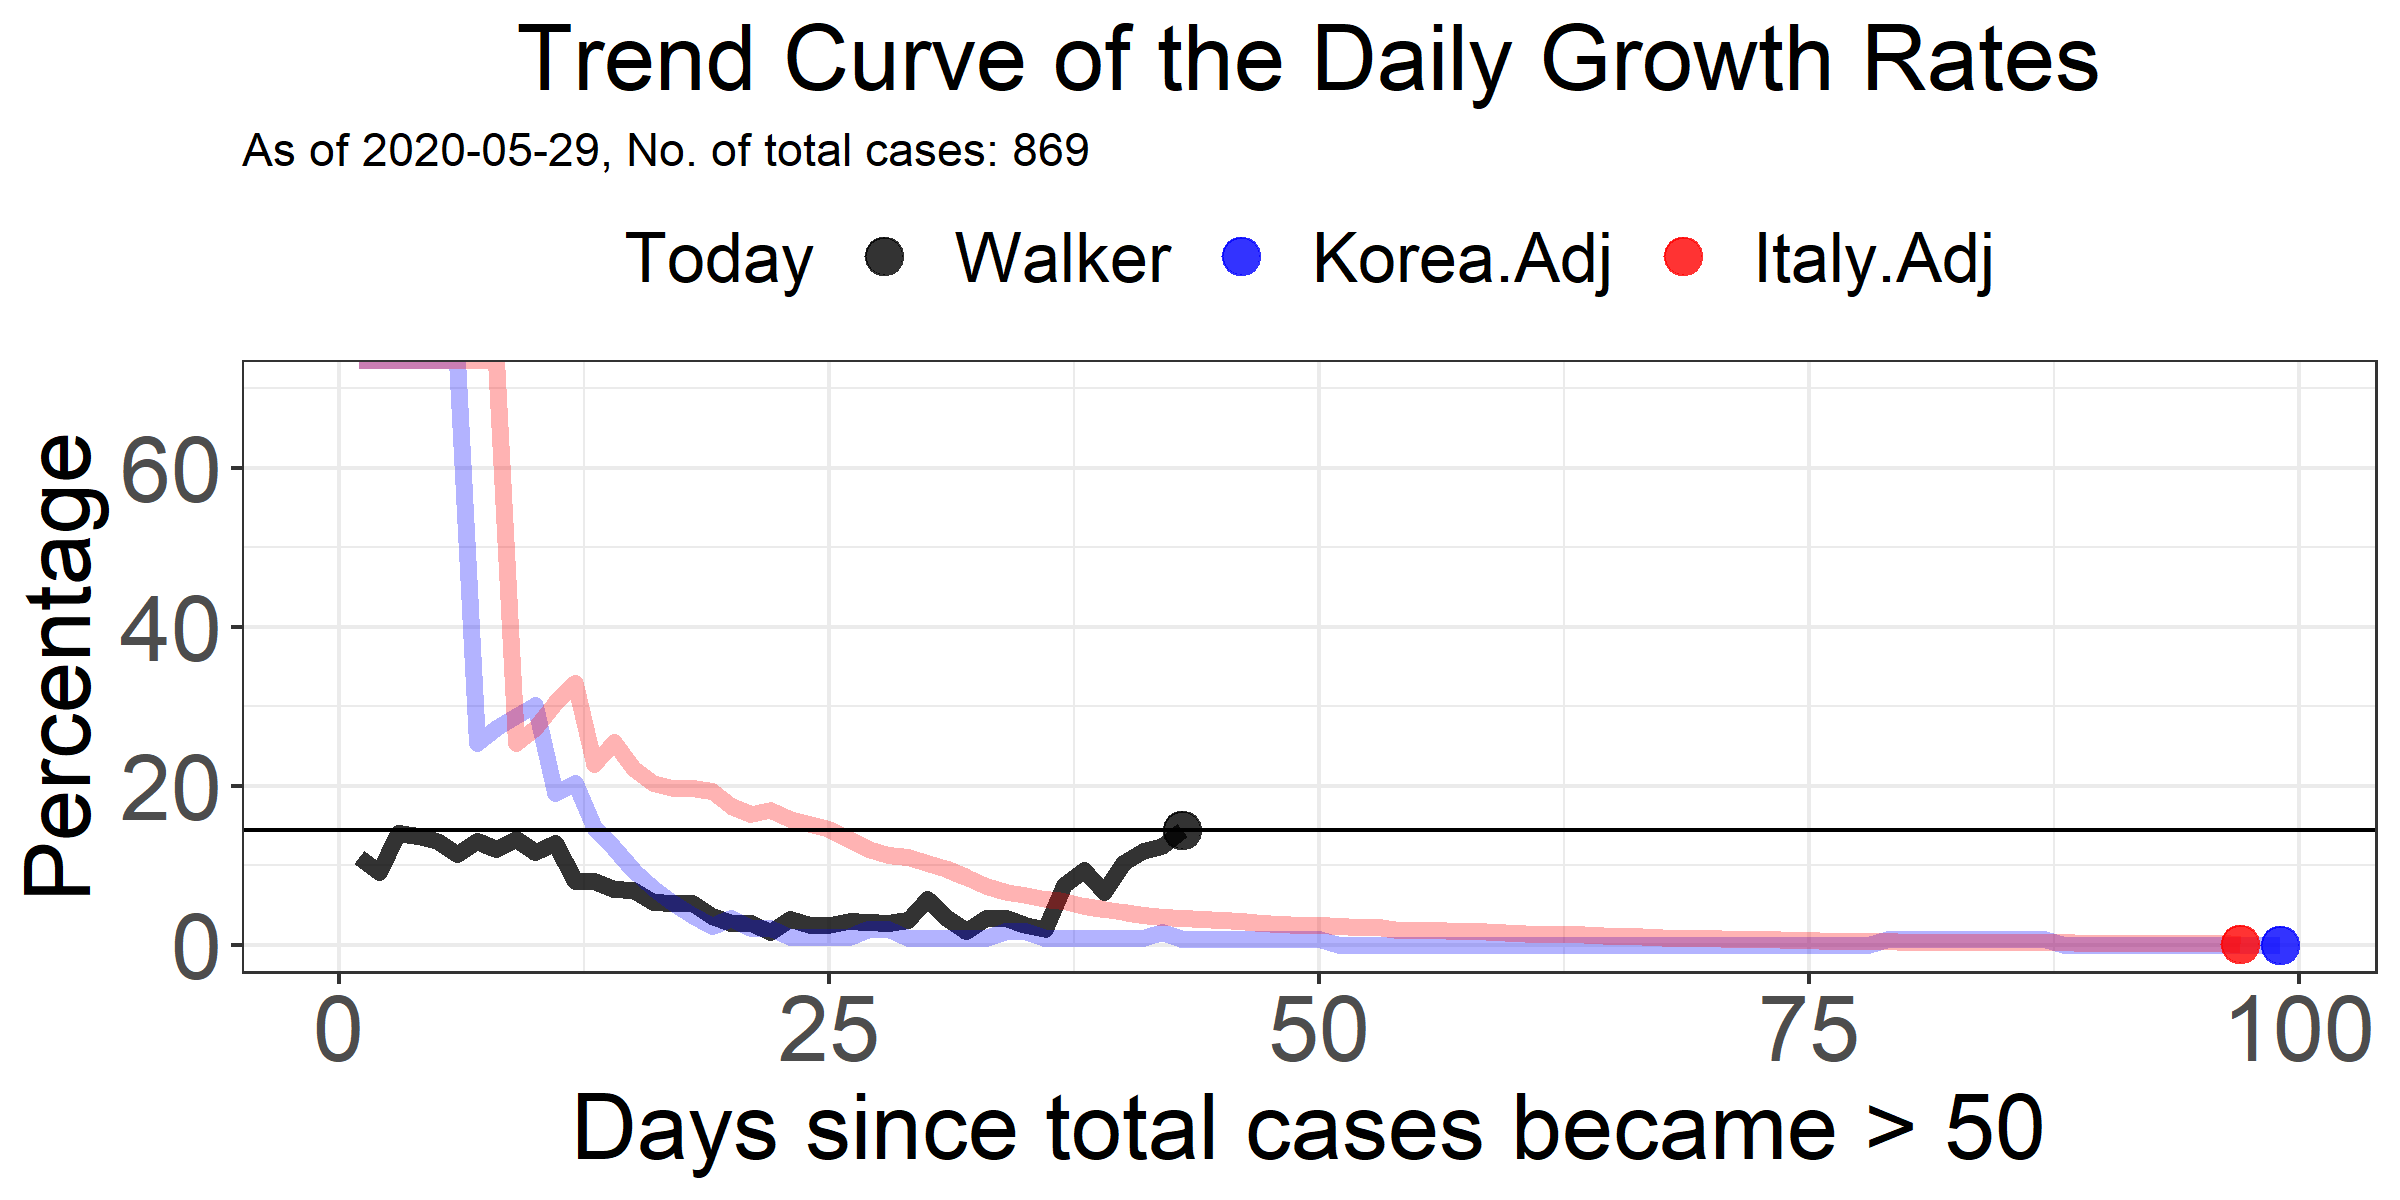 Trend Curve of the Daily Growth Rates
As of 2020-05-29, No. of total cases: 869
Today Walker Korea.Adj Italy.Adj
Percentage
60
40
20
0
0 25 50 75 100
Days since total cases became > 50